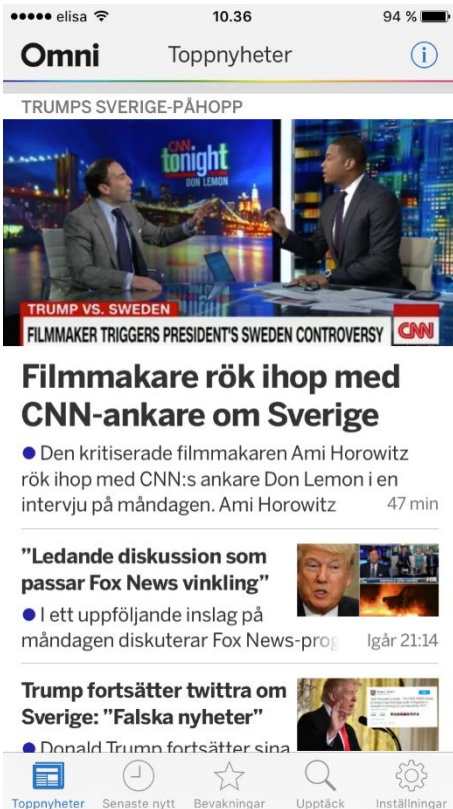 elisa 10.36 94 %
Omni Toppnyheter i
TRUMPS SVERIGE-PÅHOPP
CNN
tonight
DON LEMON
TRUMP VS. SWEDEN
FILMMAKER TRIGGERS PRESIDENT'S SWEDEN CONTROVERSY CNN
Filmmakare rök ihop med
CNN-ankare om Sverige
Den kritiserade filmmakaren Ami Horowitz
rök ihop med CNN:s ankare Don Lemon i en
intervju på måndagen. Ami Horowitz 47 min
”Ledande diskussion som
passar Fox News vinkling”
I ett uppföljande inslag på
måndagen diskuterar Fox News-prog Igår 21:14
Trump fortsätter twittra om
Sverige: ”Falska nyheter”
Donald Trump fortsätter sina
Toppnyheter Senaste nytt Bevakningar Upptäck Inställningar